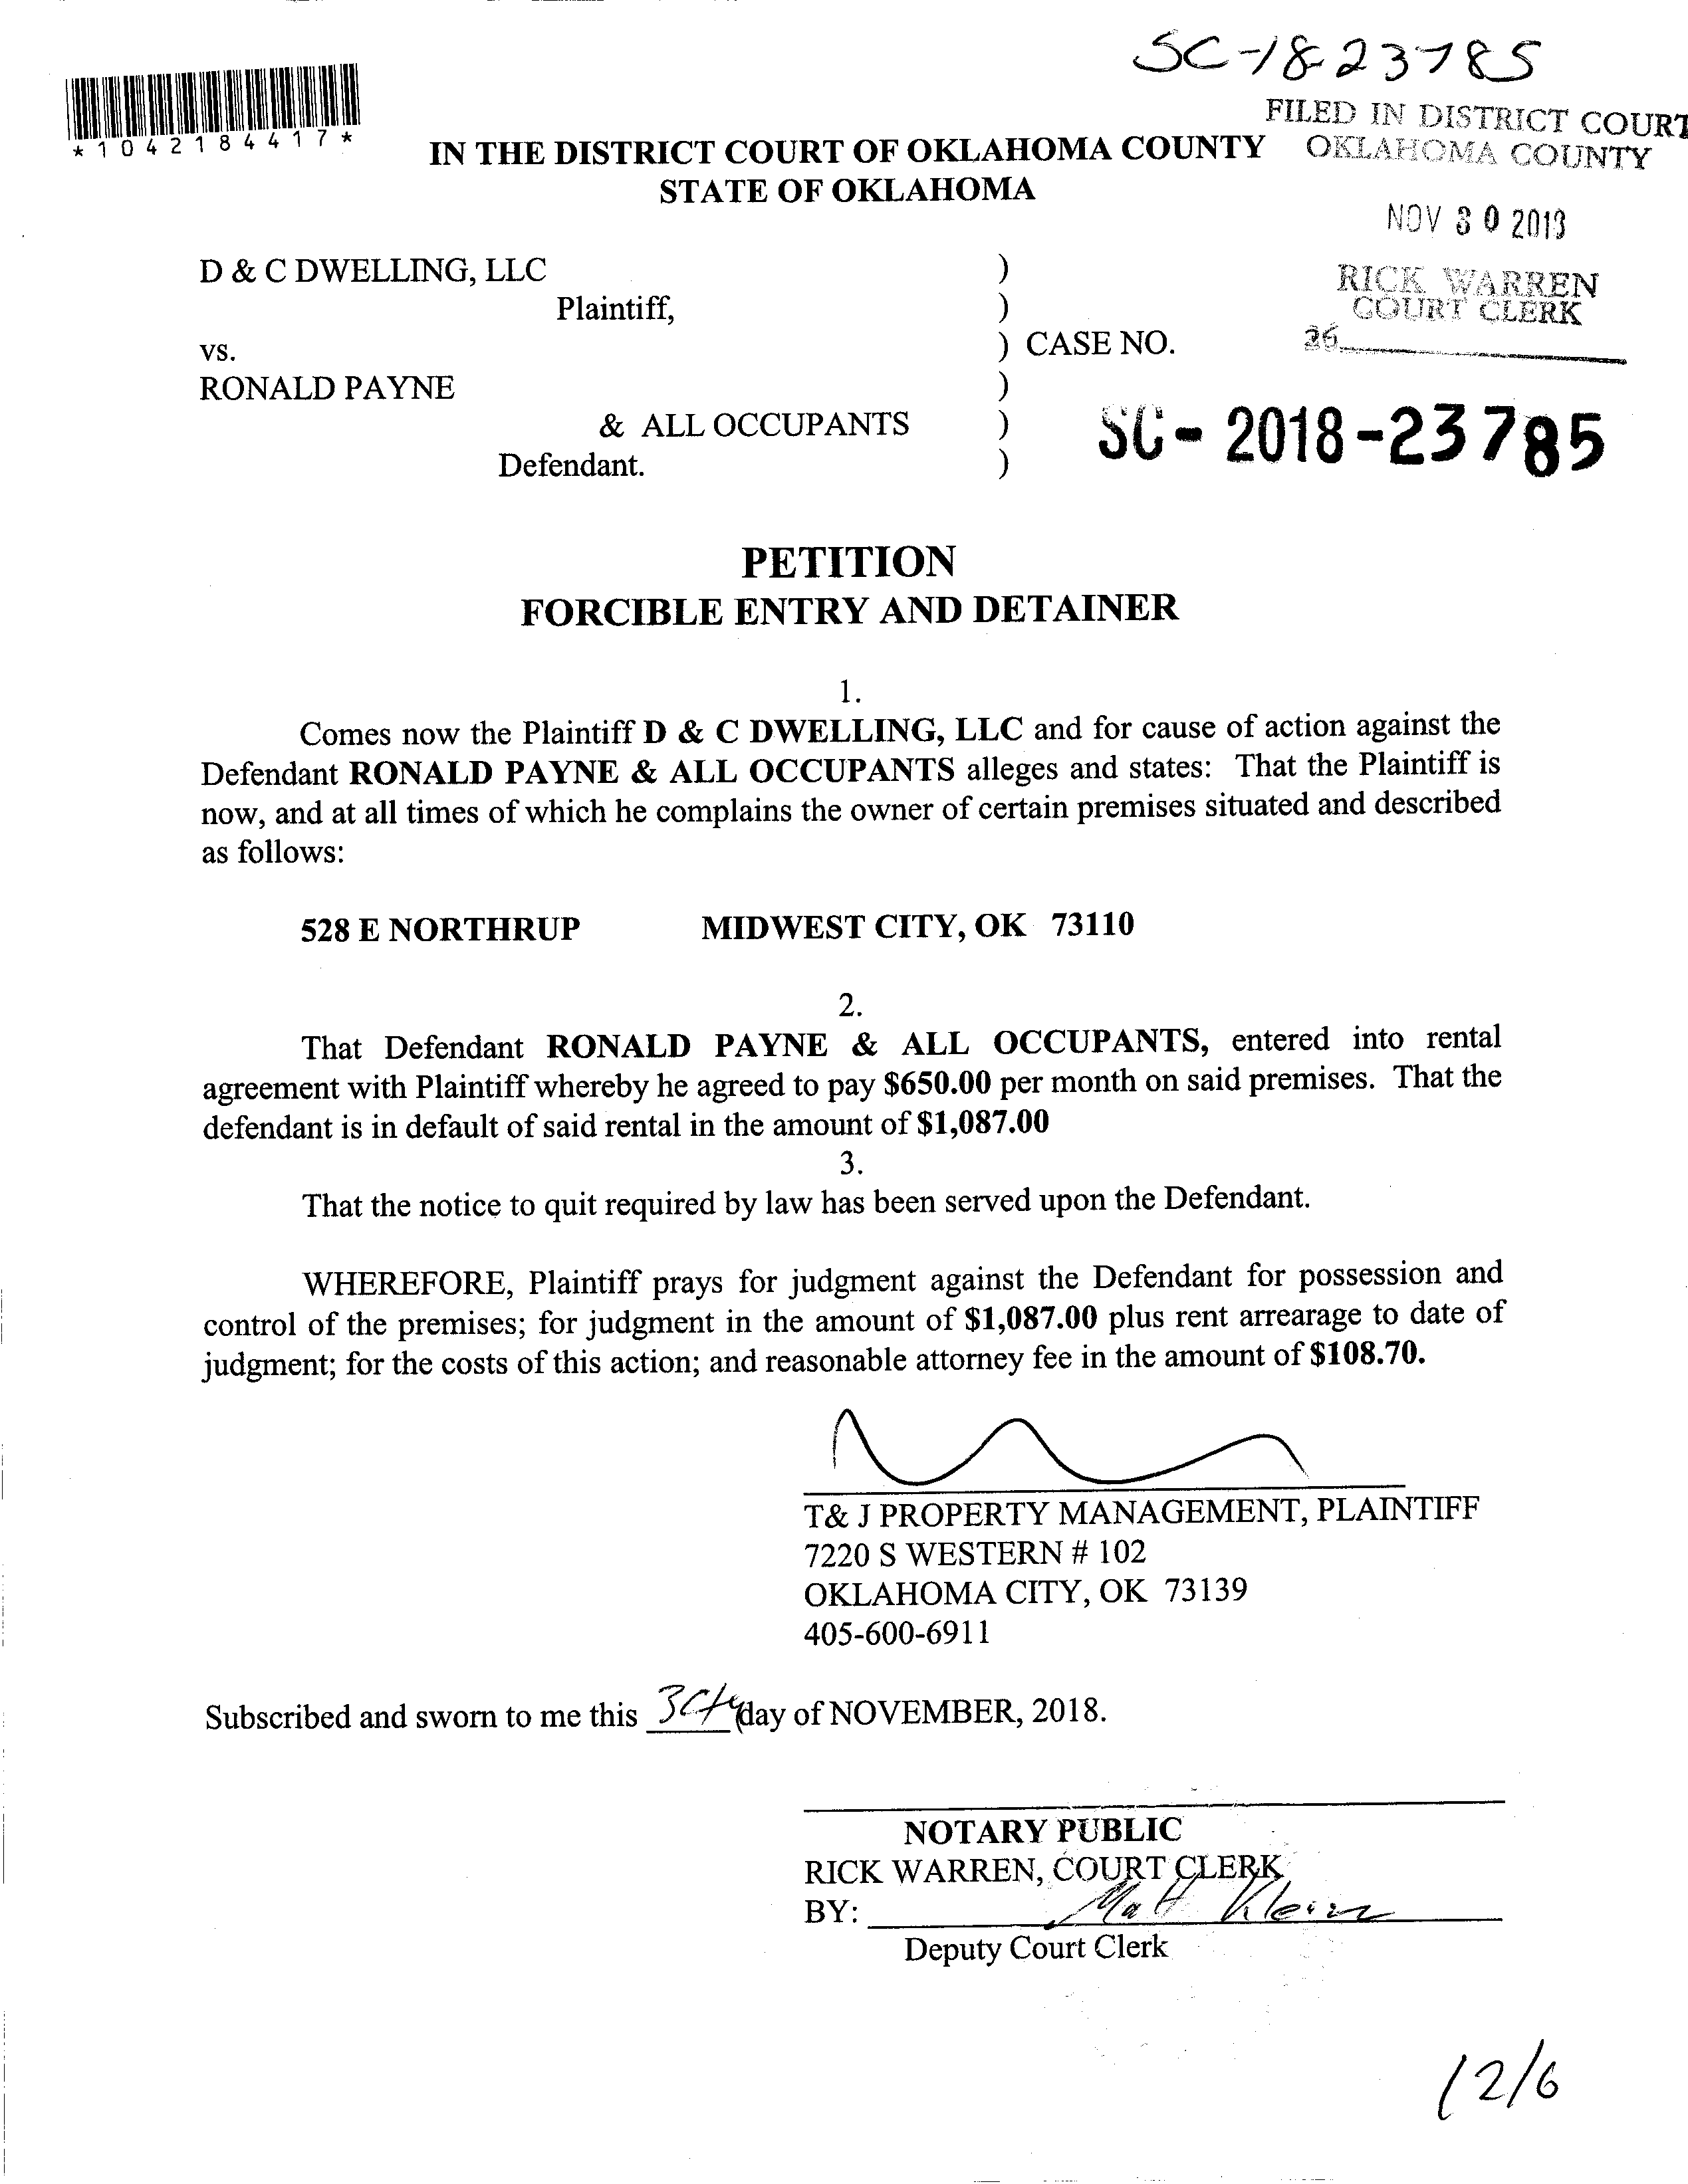 SC-18-23785
*1042184417*
FILED IN DISTRICT COURT
OKLAHOMA COUNTY
IN THE DISTRICT COURT OF OKLAHOMA COUNTY
STATE OF OKLAHOMA
NOV 30 2018
RICK WARREN
COURT CLERK
D & C DWELLING, LLC )
Plaintiff, )
vs. ) CASE NO.
RONALD PAYNE )
& ALL OCCUPANTS )
Defendant. )
SC- 2018-23785
PETITION
FORCIBLE ENTRY AND DETAINER
1.
Comes now the Plaintiff D & C DWELLING, LLC and for cause of action against the
Defendant RONALD PAYNE & ALL OCCUPANTS alleges and states: That the Plaintiff is
now, and at all times of which he complains the owner of certain premises situated and described
as follows:
528 E NORTHRUP MIDWEST CITY, OK 73110
2.
That Defendant RONALD PAYNE & ALL OCCUPANTS, entered into rental
agreement with Plaintiff whereby he agreed to pay $650.00 per month on said premises. That the
defendant is in default of said rental in the amount of $1,087.00
3.
That the notice to quit required by law has been served upon the Defendant.
WHEREFORE, Plaintiff prays for judgment against the Defendant for possession and
control of the premises; for judgment in the amount of $1,087.00 plus rent arrearage to date of
judgment; for the costs of this action; and reasonable attorney fee in the amount of $108.70.
T& J PROPERTY MANAGEMENT, PLAINTIFF
7220 S WESTERN # 102
OKLAHOMA CITY, OK 73139
405-600-6911
Subscribed and sworn to me this 30th day of NOVEMBER, 2018.
NOTARY PUBLIC
RICK WARREN, COURT CLERK
BY: Matt Klein
Deputy Court Clerk
12/6